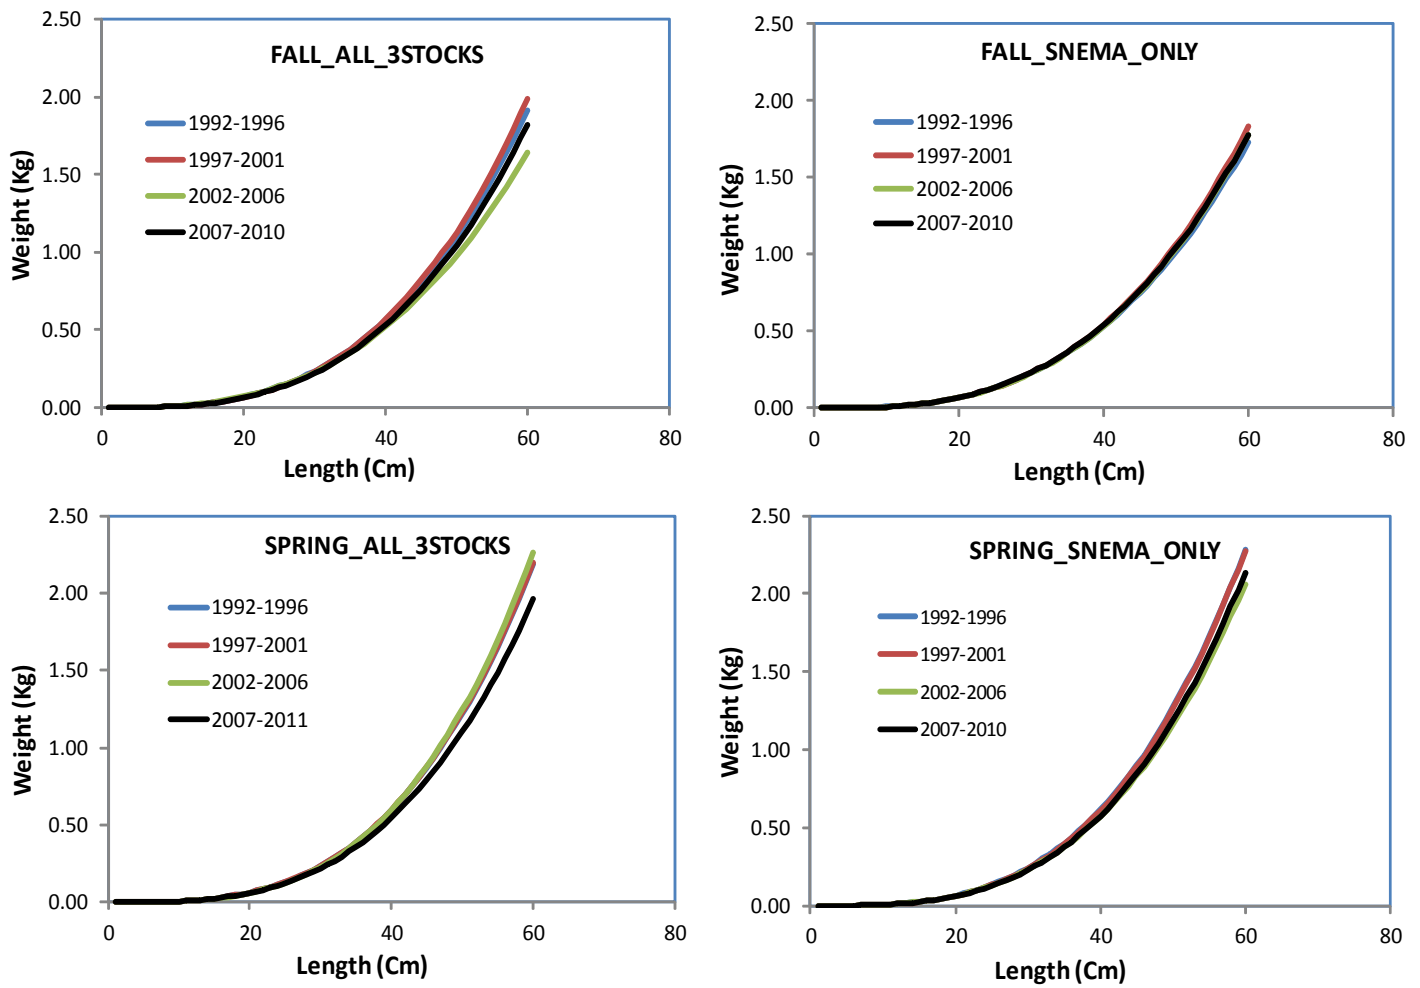 FALL_ALL_3STOCKS
Weight (Kg)
2.50
2.00
1.50
1.00
0.50
0.00
1992-1996
1997-2001
2002-2006
2007-2010
0 20 40 60 80
Length (Cm)
FALL_SNEMA_ONLY
Weight (Kg)
2.50
2.00
1.50
1.00
0.50
0.00
1992-1996
1997-2001
2002-2006
2007-2010
0 20 40 60 80
Length (Cm)
SPRING_ALL_3STOCKS
Weight (Kg)
2.50
2.00
1.50
1.00
0.50
0.00
1992-1996
1997-2001
2002-2006
2007-2011
0 20 40 60 80
Length (Cm)
SPRING_SNEMA_ONLY
Weight (Kg)
2.50
2.00
1.50
1.00
0.50
0.00
1992-1996
1997-2001
2002-2006
2007-2010
0 20 40 60 80
Length (Cm)